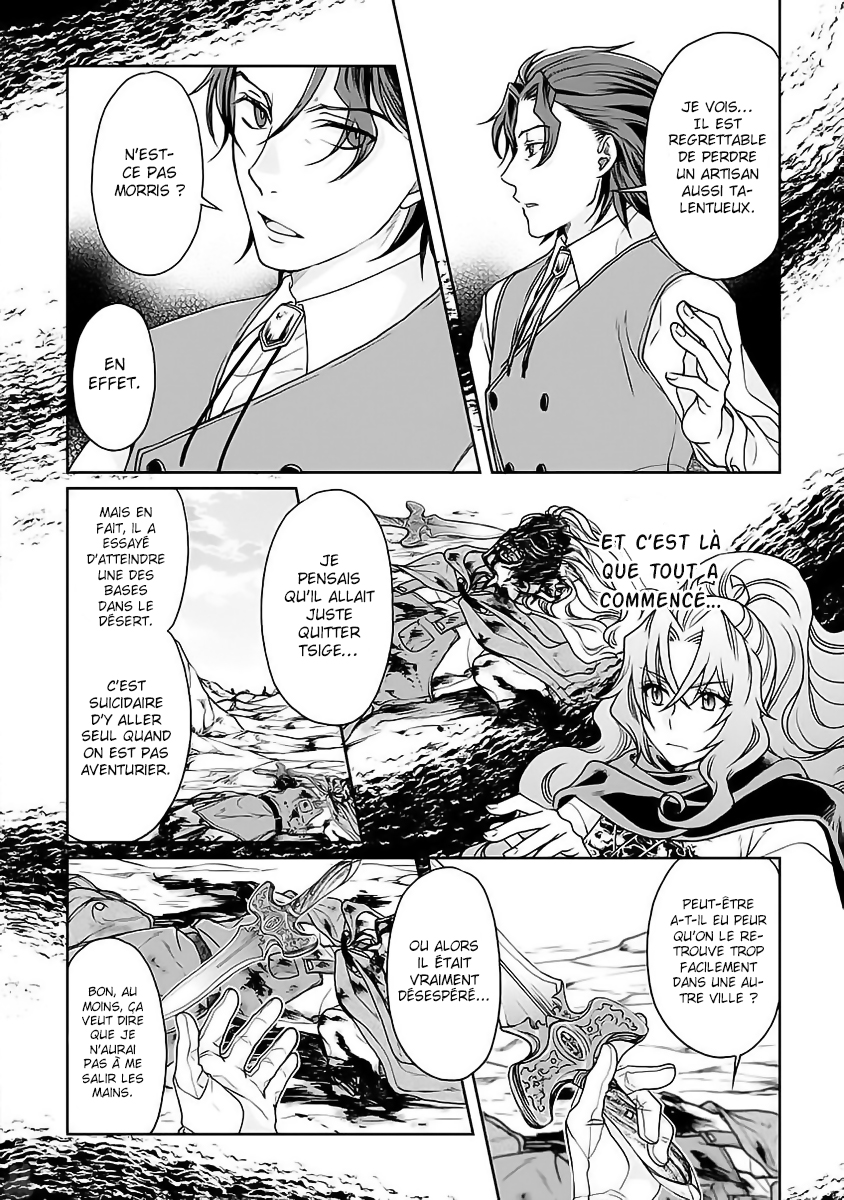 JE VOIS...
IL EST
REGRETTABLE
DE PERDRE
UN ARTISAN
AUSSI TA-
LENTUEUX.
N'EST-
CE PAS
MORRIS ?
EN
EFFET.
ET C'EST LÀ
QUE TOUT A
COMMENCÉ...
JE
PENSAIS
QU'IL ALLAIT
JUSTE
QUITTER
TSIGE...
MAIS EN
FAIT, IL A
ESSAYÉ
D'ATTEINDRE
UNE DES
BASES
DANS LE
DÉSERT.
C'EST
SUICIDAIRE
D'Y ALLER
SEUL QUAND
ON EST PAS
AVENTURIER.
PEUT-ÊTRE
A-T-IL EU PEUR
QU'ON LE RE-
TROUVE TROP
FACILEMENT
DANS UNE AU-
TRE VILLE ?
OU ALORS
IL ÉTAIT
VRAIMENT
DÉSESPÉRÉ...
BON, AU
MOINS, ÇA
VEUT DIRE
QUE JE
N'AURAI
PAS À ME
SALIR LES
MAINS.